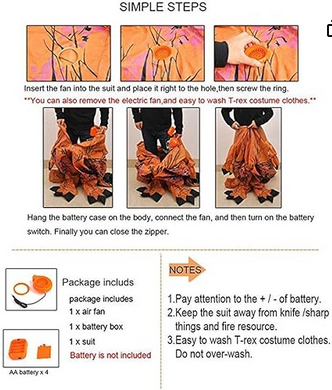 SIMPLE STEPS
Insert the fan into the suit and place it right to the hole,then screw the ring.
**You can also remove the electric fan,and easy to wash T-rex costume clothes.**
Hang the battery case on the body, connect the fan, and then turn on the battery
switch. Finally you can close the zipper.
Package includs
package includes
1 x air fan
1 x battery box
1 x suit
Battery is not included
AA battery x 4
NOTES
1.Pay attention to the + / - of battery.
2.Keep the suit away from knife /sharp
things and fire resource.
3.Easy to wash T-rex costume clothes.
Do not over-wash.